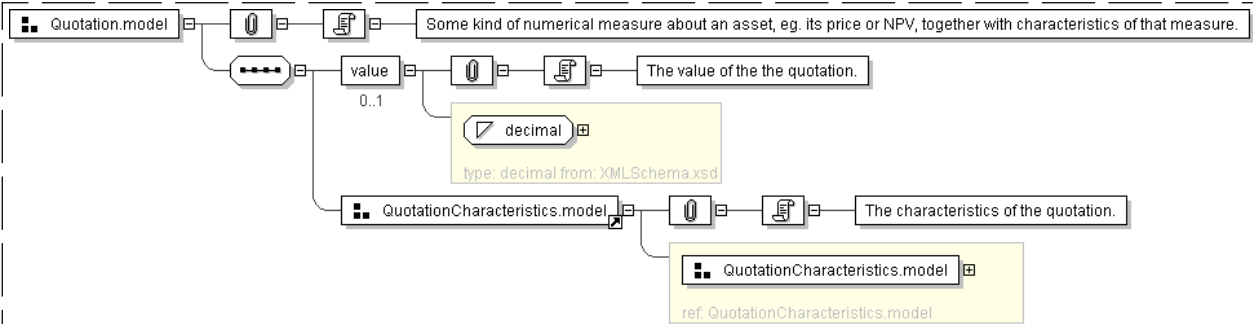 Quotation.model
Some kind of numerical measure about an asset, eg. its price or NPV, together with characteristics of that measure.
value
The value of the the quotation.
0..1
decimal
type: decimal from: XMLSchema.xsd
QuotationCharacteristics.model
The characteristics of the quotation.
QuotationCharacteristics.model
ref: QuotationCharacteristics.model